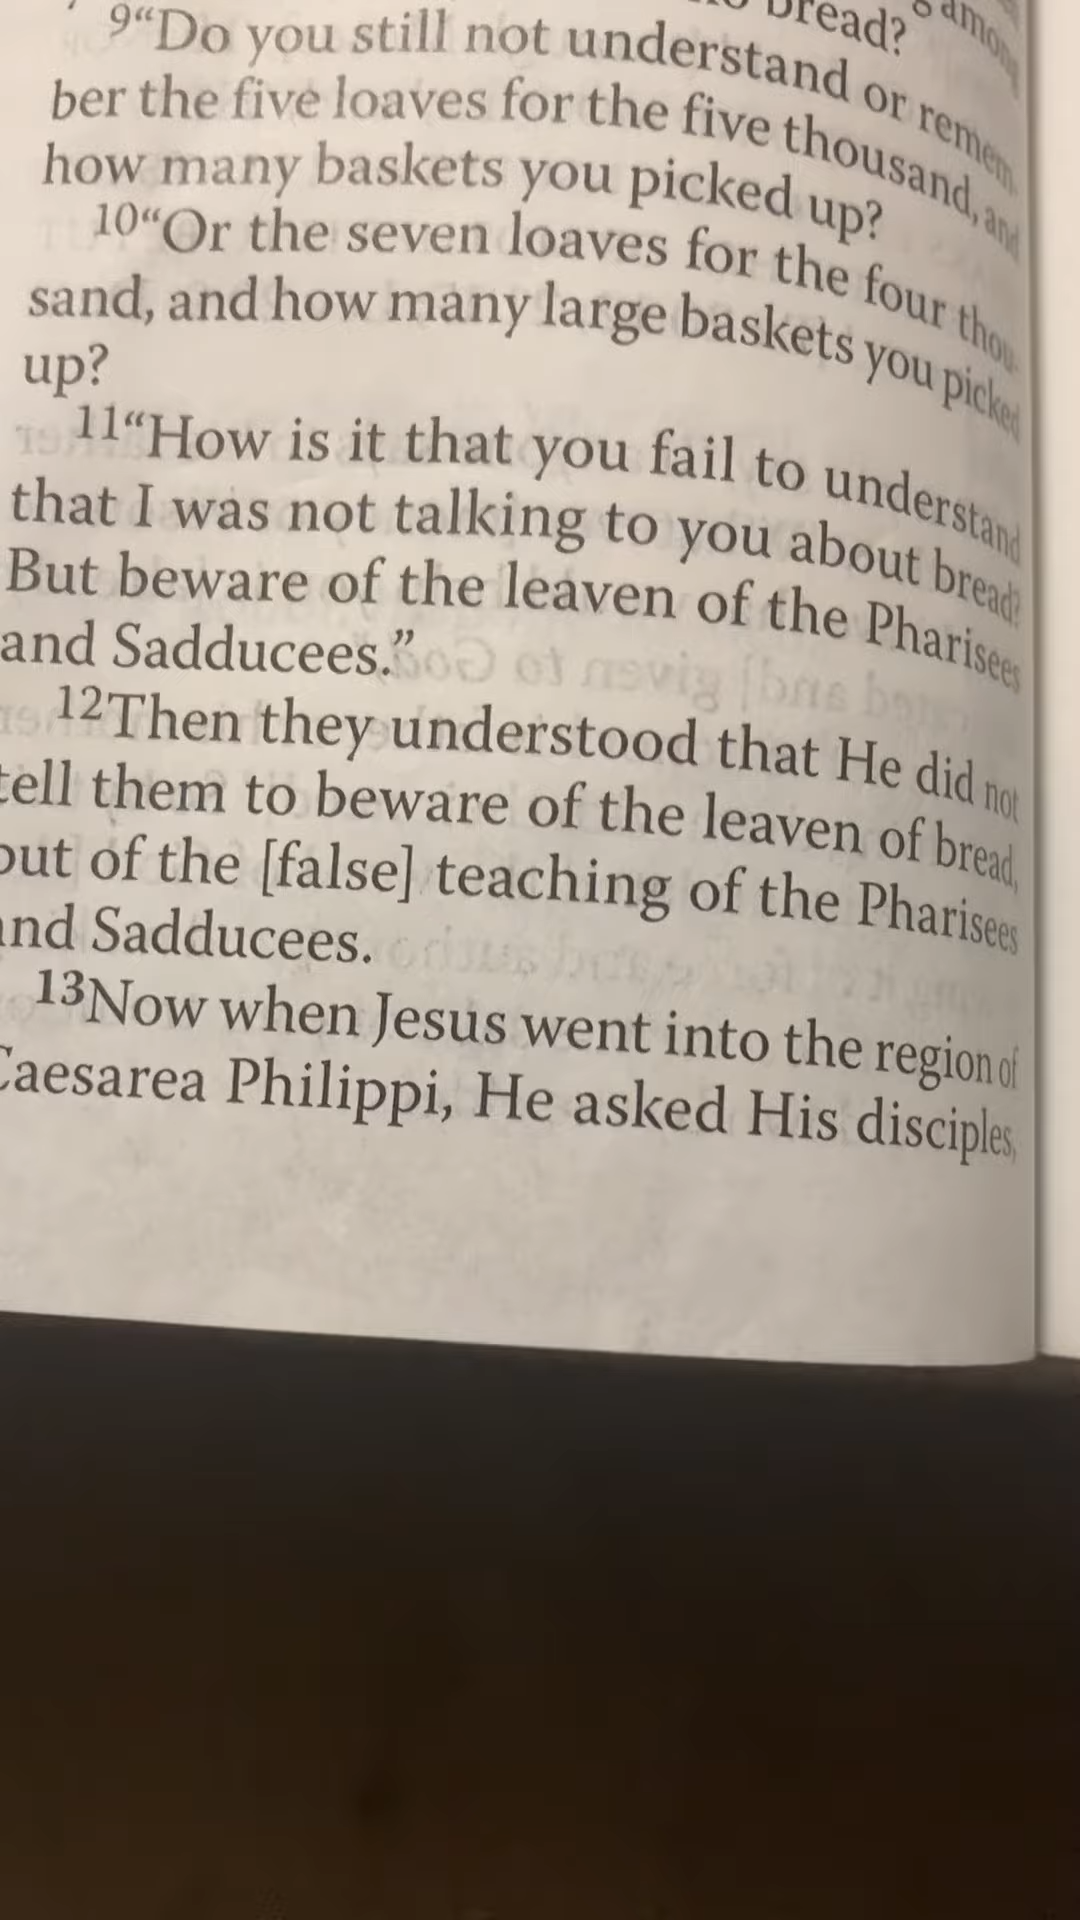 bread?
9“Do you still not understand or remem-
ber the five loaves for the five thousand, and
how many baskets you picked up?
10“Or the seven loaves for the four thou-
sand, and how many large baskets you picked
up?
11“How is it that you fail to understand
that I was not talking to you about bread?
But beware of the leaven of the Pharisees
and Sadducees.”
12Then they understood that He did not
tell them to beware of the leaven of bread,
but of the [false] teaching of the Pharisees
and Sadducees.
13Now when Jesus went into the region of
Caesarea Philippi, He asked His disciples,